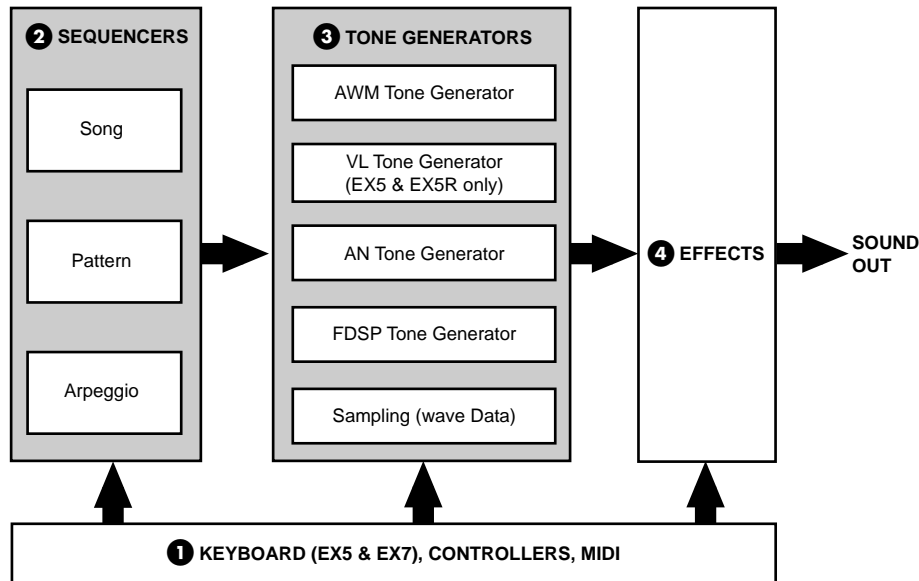 2 SEQUENCERS
Song
Pattern
Arpeggio
3 TONE GENERATORS
AWM Tone Generator
VL Tone Generator
(EX5 & EX5R only)
AN Tone Generator
FDSP Tone Generator
Sampling (wave Data)
4 EFFECTS
SOUND
OUT
1 KEYBOARD (EX5 & EX7), CONTROLLERS, MIDI